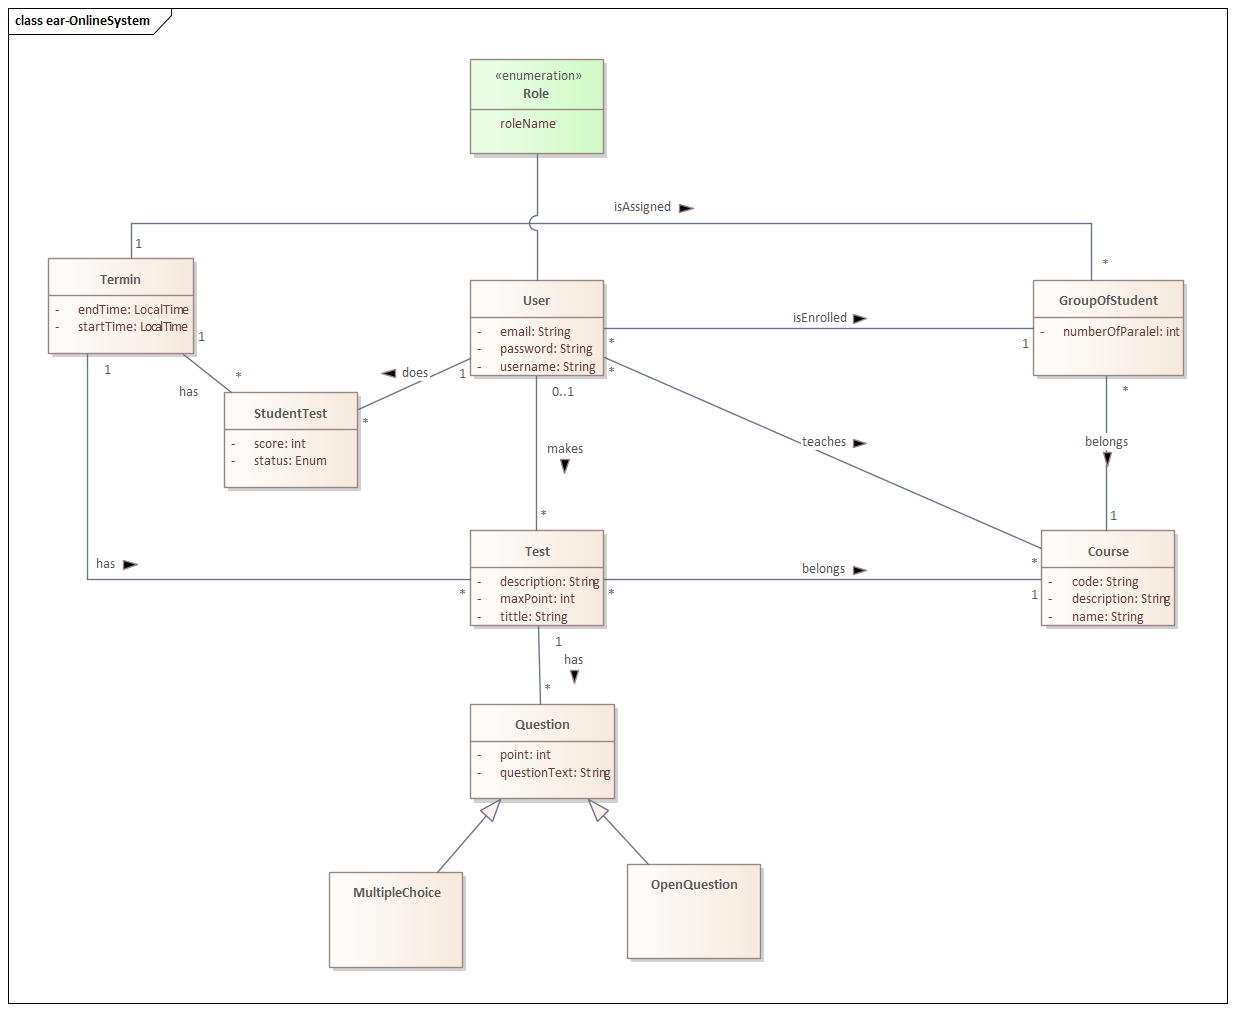 class ear-OnlineSystem
«enumeration»
Role
roleName
isAssigned
1
*
Termin
- endTime: LocalTime
- startTime: LocalTime
User
- email: String
- password: String
- username: String
GroupOfStudent
- numberOfParalel: int
isEnrolled
*
1
1
1
*
has
does
1
*
*
0..1
*
StudentTest
- score: int
- status: Enum
makes
teaches
belongs
*
1
*
Test
- description: String
- maxPoint: int
- tittle: String
Course
- code: String
- description: String
- name: String
has
*
belongs
*
1
1
has
*
Question
- point: int
- questionText: String
MultipleChoice
OpenQuestion